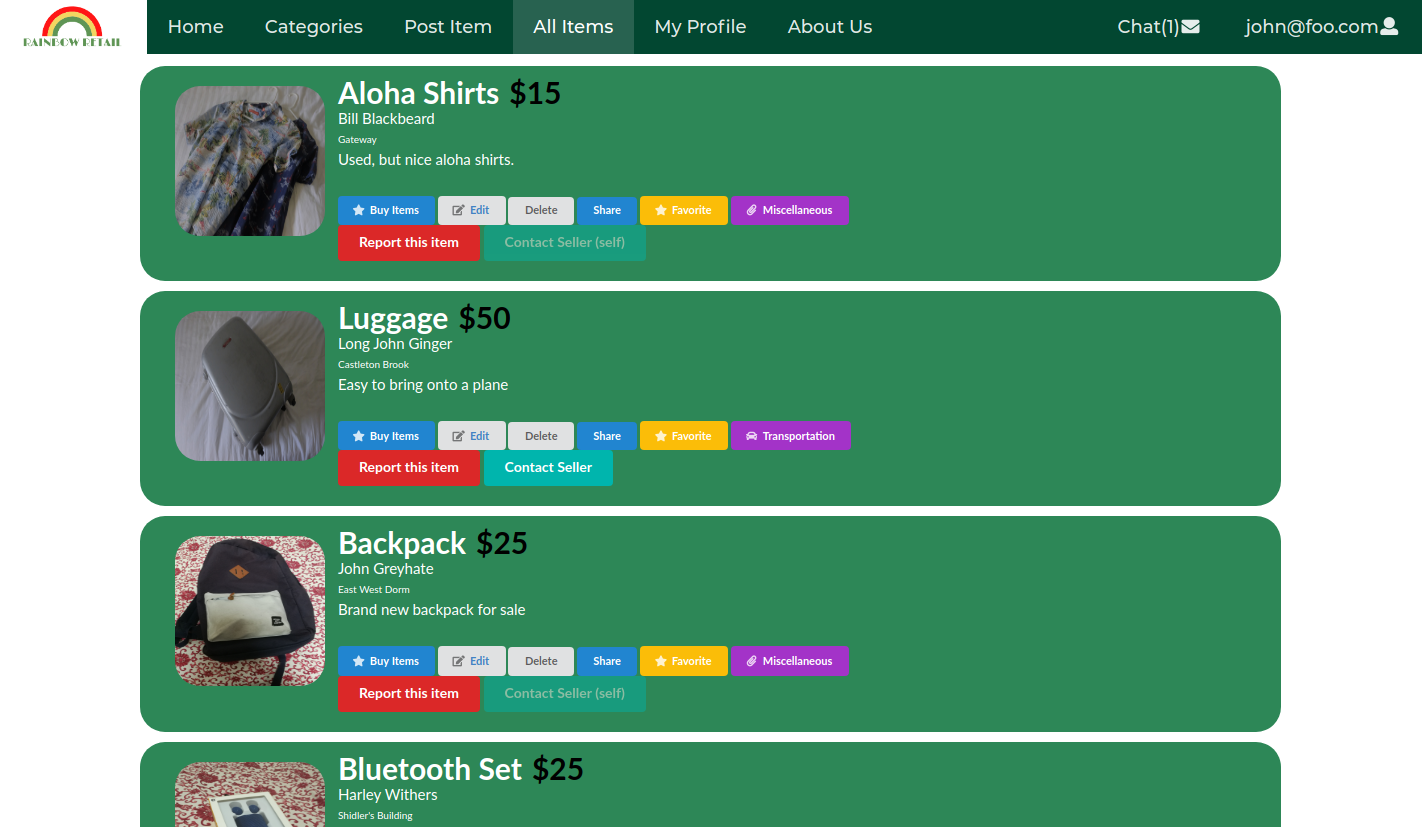 RAINBOW RETAIL
Home Categories Post Item All Items My Profile About Us Chat(1) john@foo.com
Aloha Shirts $15
Bill Blackbeard
Gateway
Used, but nice aloha shirts.
Buy Items Edit Delete Share Favorite Miscellaneous
Report this item Contact Seller (self)
Luggage $50
Long John Ginger
Castleton Brook
Easy to bring onto a plane
Buy Items Edit Delete Share Favorite Transportation
Report this item Contact Seller
Backpack $25
John Greyhate
East West Dorm
Brand new backpack for sale
Buy Items Edit Delete Share Favorite Miscellaneous
Report this item Contact Seller (self)
Bluetooth Set $25
Harley Withers
Shidler's Building